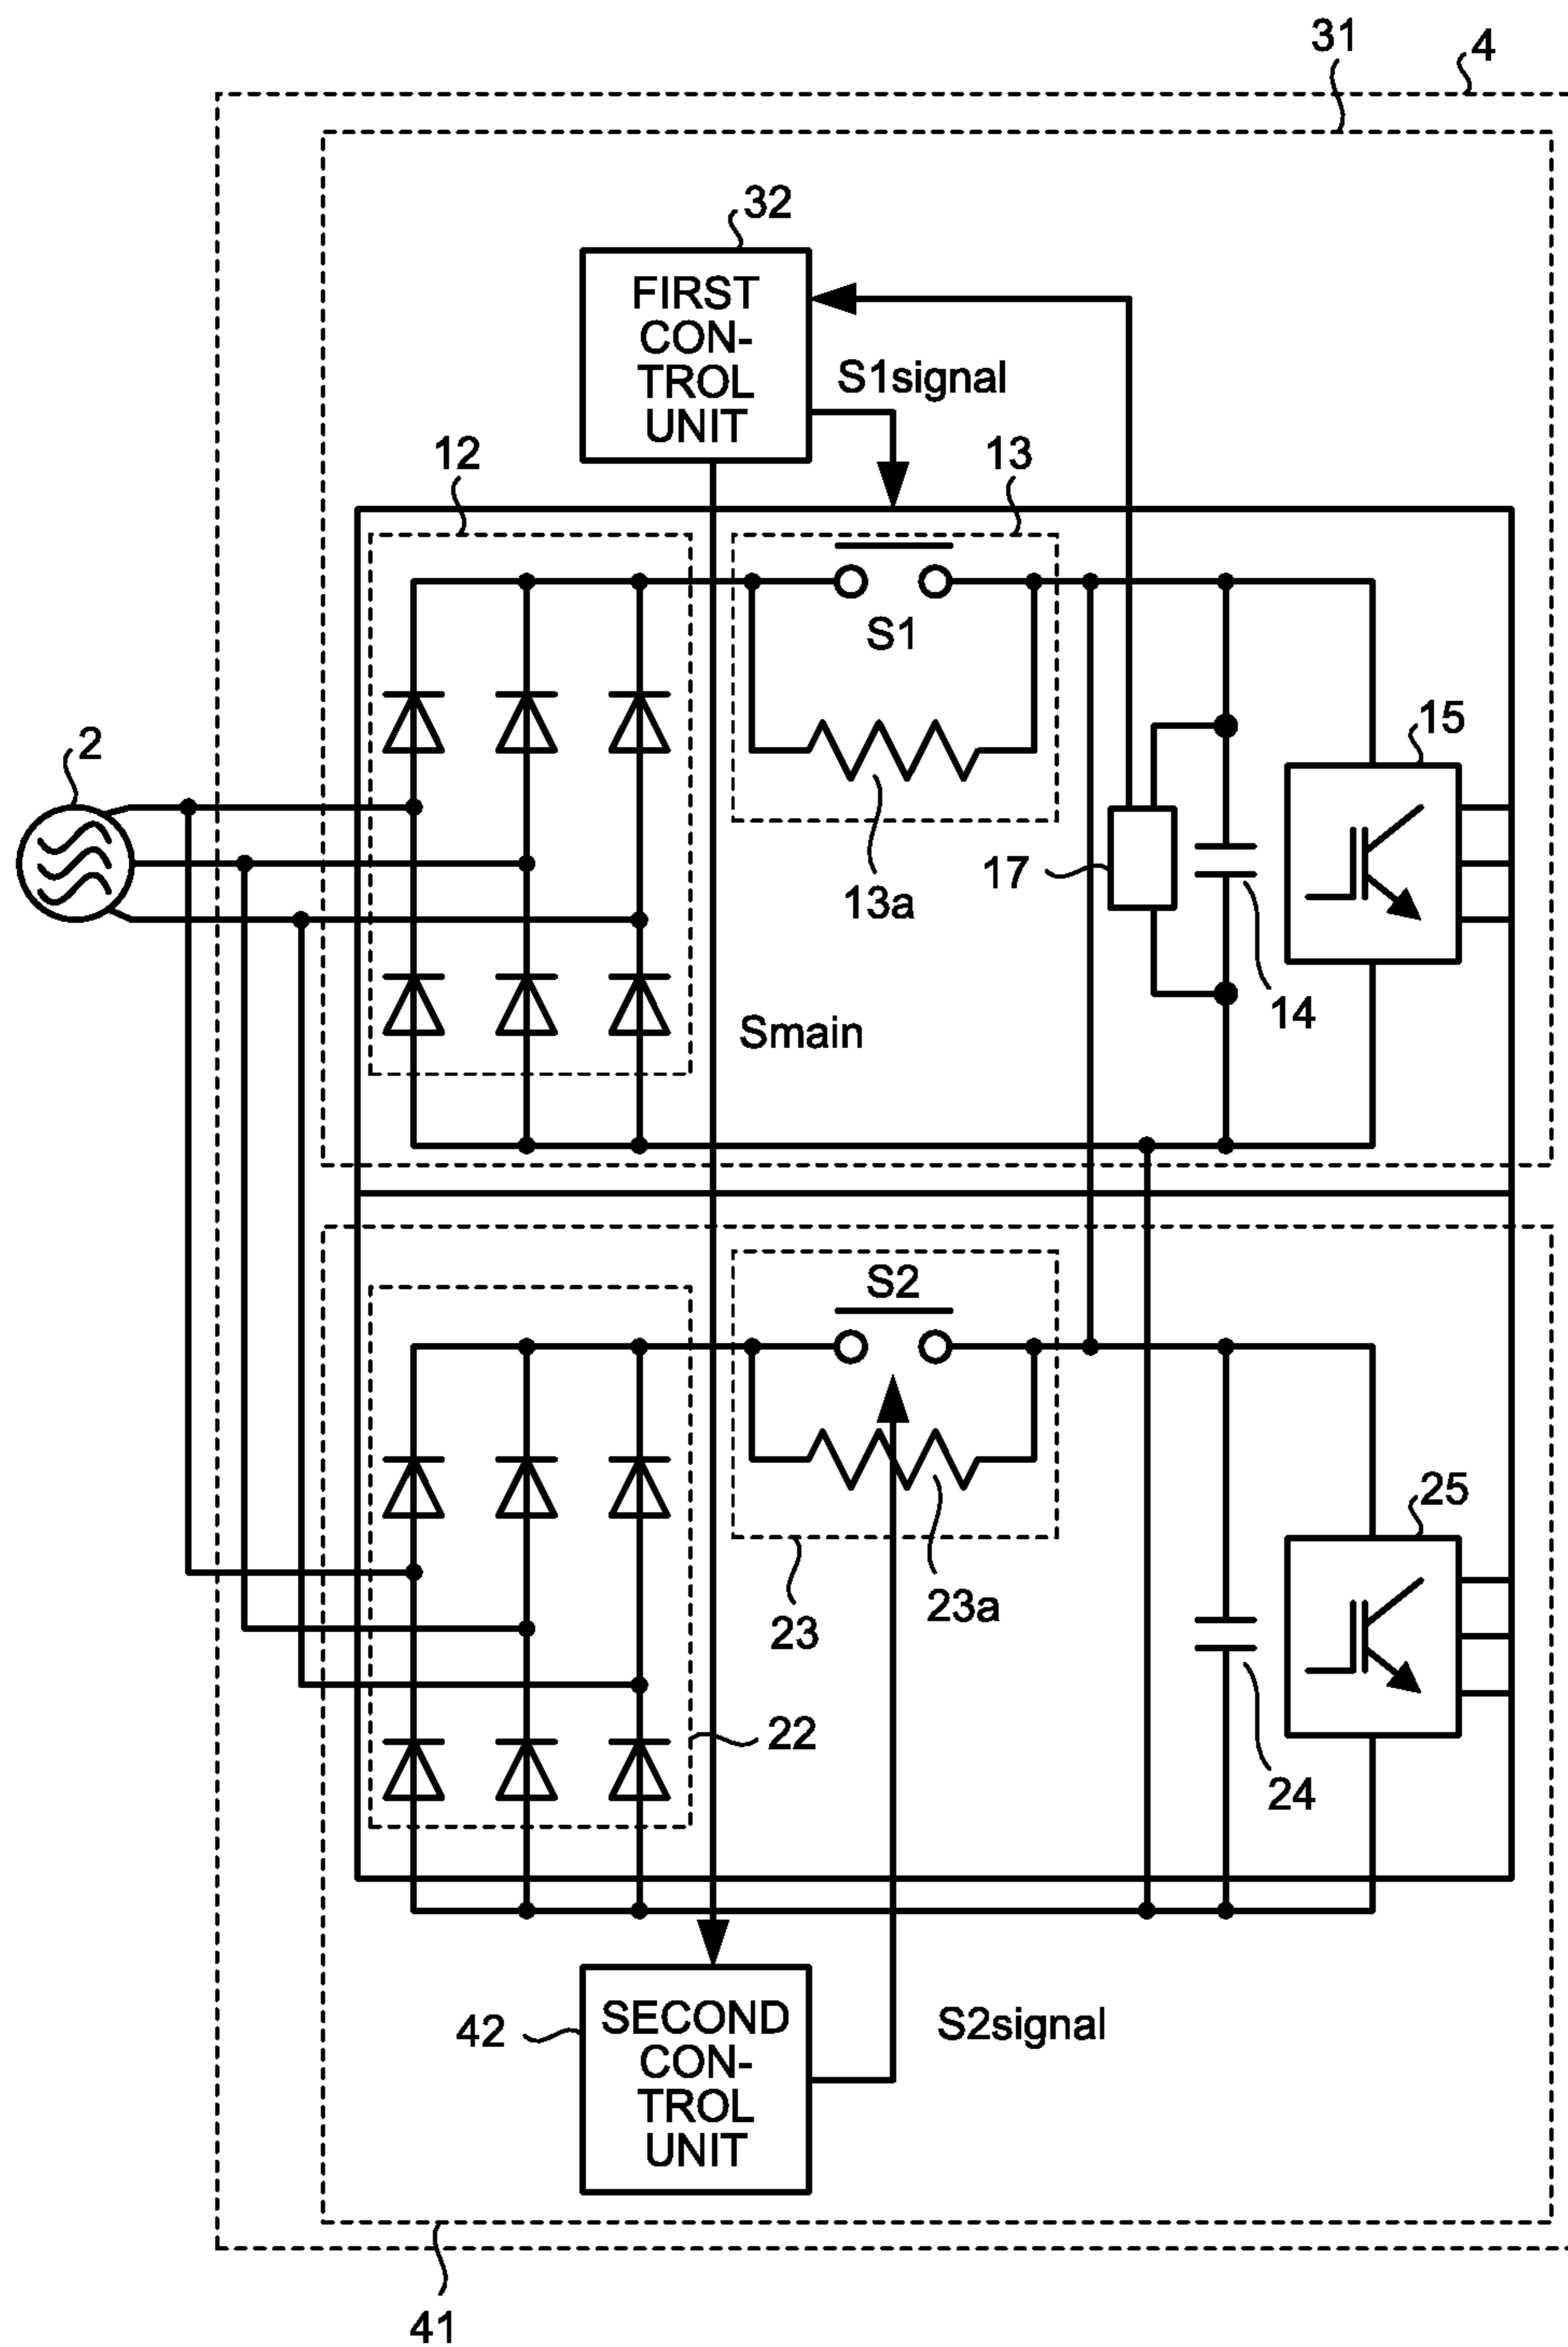 31
4
32
FIRST
CON-
TROL
UNIT
S1signal
12
13
S1
2
15
17
13a
14
Smain
S2
25
23a
23
22
24
42
SECOND
CON-
TROL
UNIT
S2signal
41